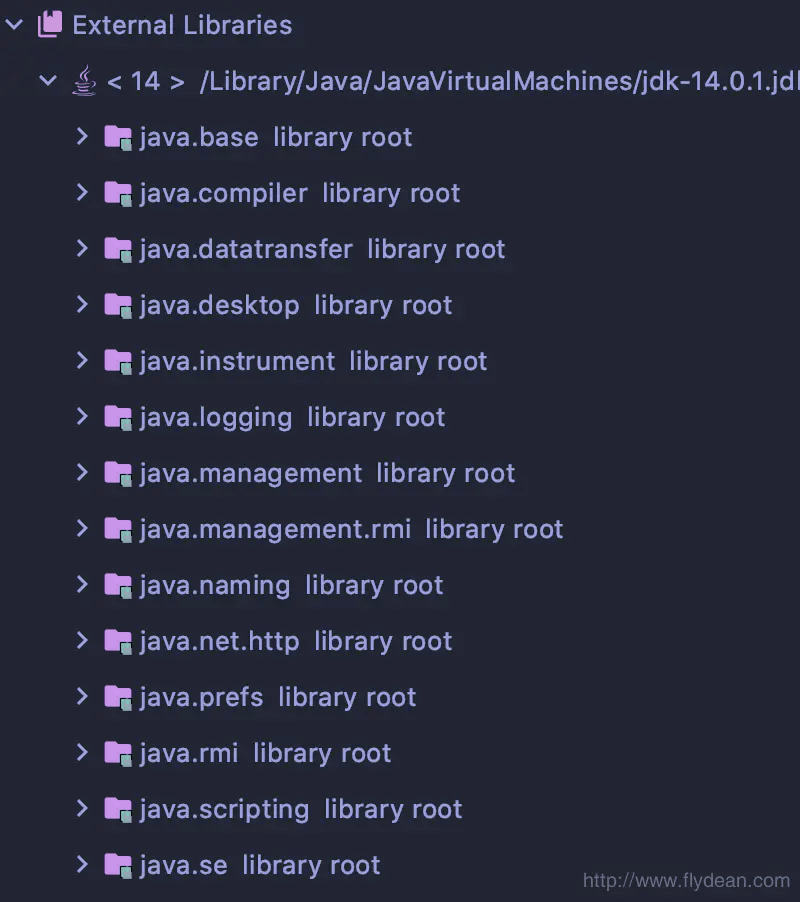 External Libraries
< 14 > /Library/Java/JavaVirtualMachines/jdk-14.0.1.jdk
java.base library root
java.compiler library root
java.datatransfer library root
java.desktop library root
java.instrument library root
java.logging library root
java.management library root
java.management.rmi library root
java.naming library root
java.net.http library root
java.prefs library root
java.rmi library root
java.scripting library root
java.se library root
http://www.flydean.com